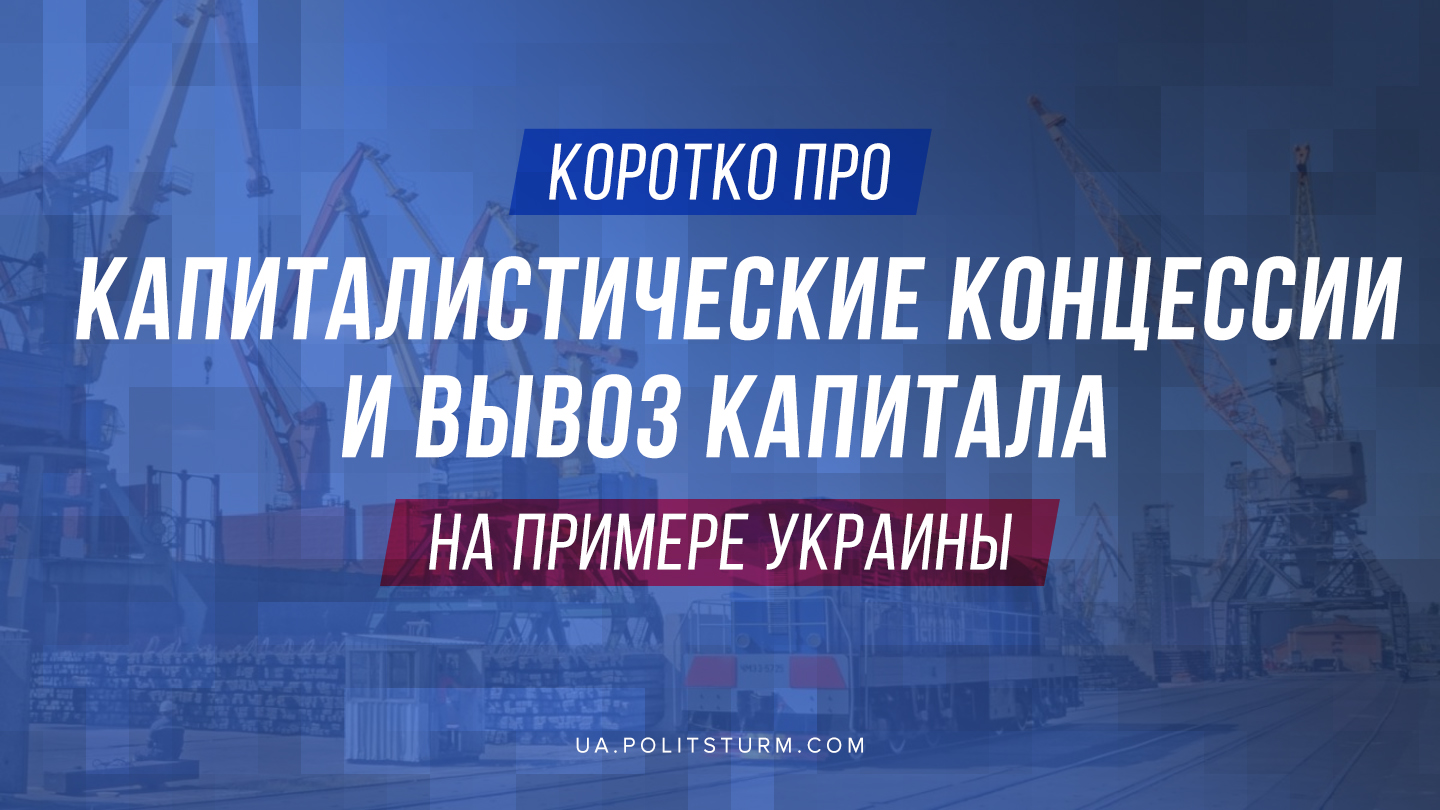 КОРОТКО ПРО
КАПИТАЛИСТИЧЕСКИЕ КОНЦЕССИИ
И ВЫВОЗ КАПИТАЛА
НА ПРИМЕРЕ УКРАИНЫ
UA.POLITSTURM.COM